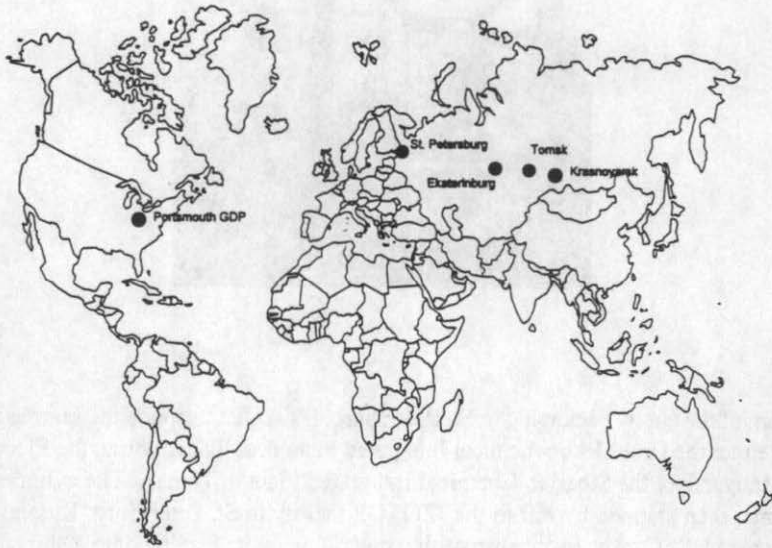 St. Petersburg
Tomsk
Ekaterinburg
Krasnoyarsk
Portsmouth GDP